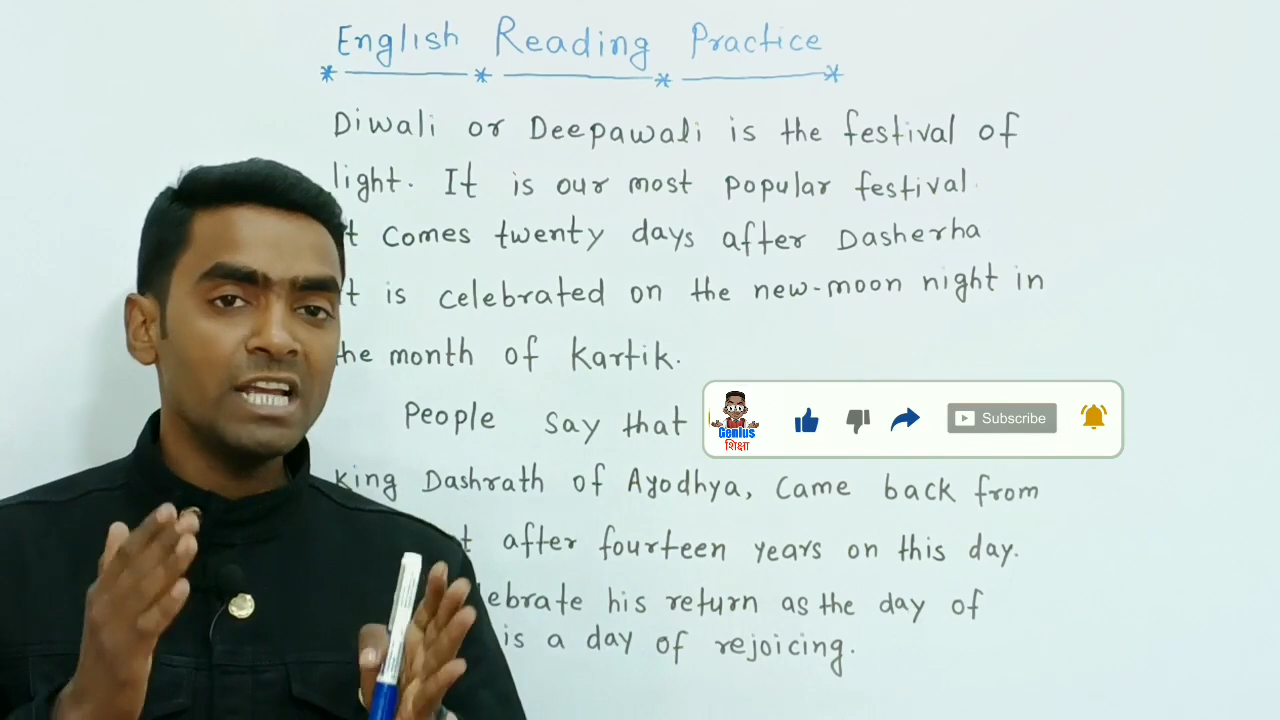 English Reading Practice
Diwali or Deepawali is the festival of
light. It is our most popular festival.
t comes twenty days after Dasherha
t is celebrated on the new-moon night in
he month of Kartik.
People say that
Genius
शिक्षा
Subscribe
king Dashrath of Ayodhya, Came back from
t after fourteen years on this day.
ebrate his return as the day of
is a day of rejoicing.